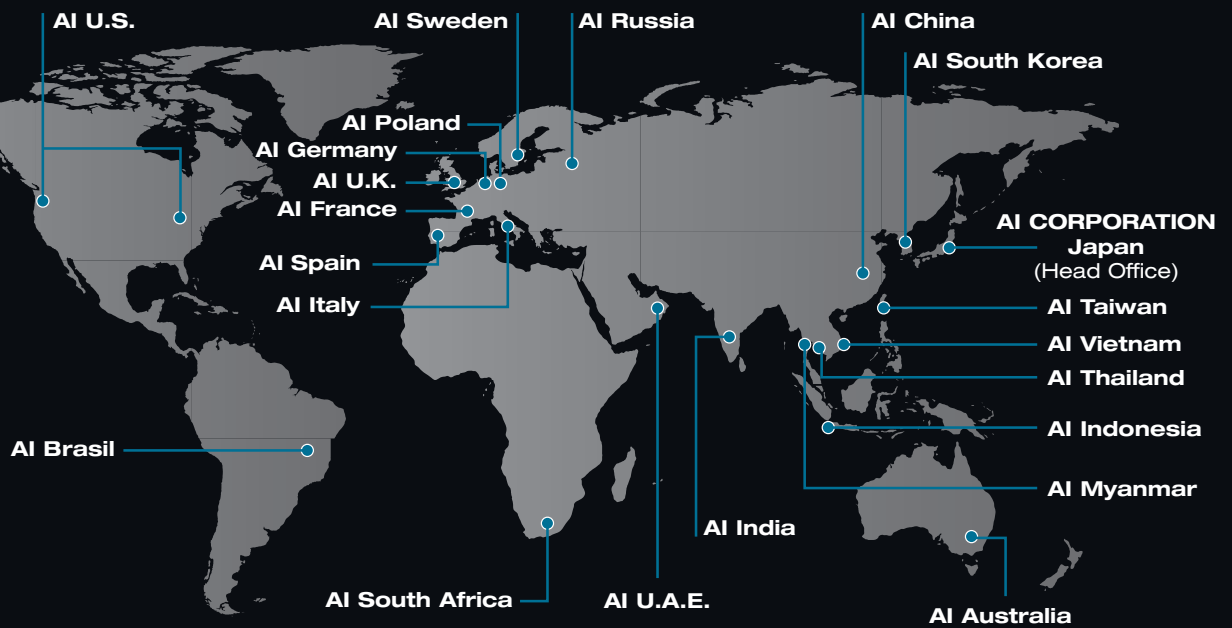 AI U.S.
AI Sweden
AI Russia
AI China
AI South Korea
AI Poland
AI Germany
AI U.K.
AI France
AI CORPORATION
Japan
(Head Office)
AI Spain
AI Italy
AI Taiwan
AI Vietnam
AI Thailand
AI Brasil
AI Indonesia
AI Myanmar
AI India
AI South Africa
AI U.A.E.
AI Australia